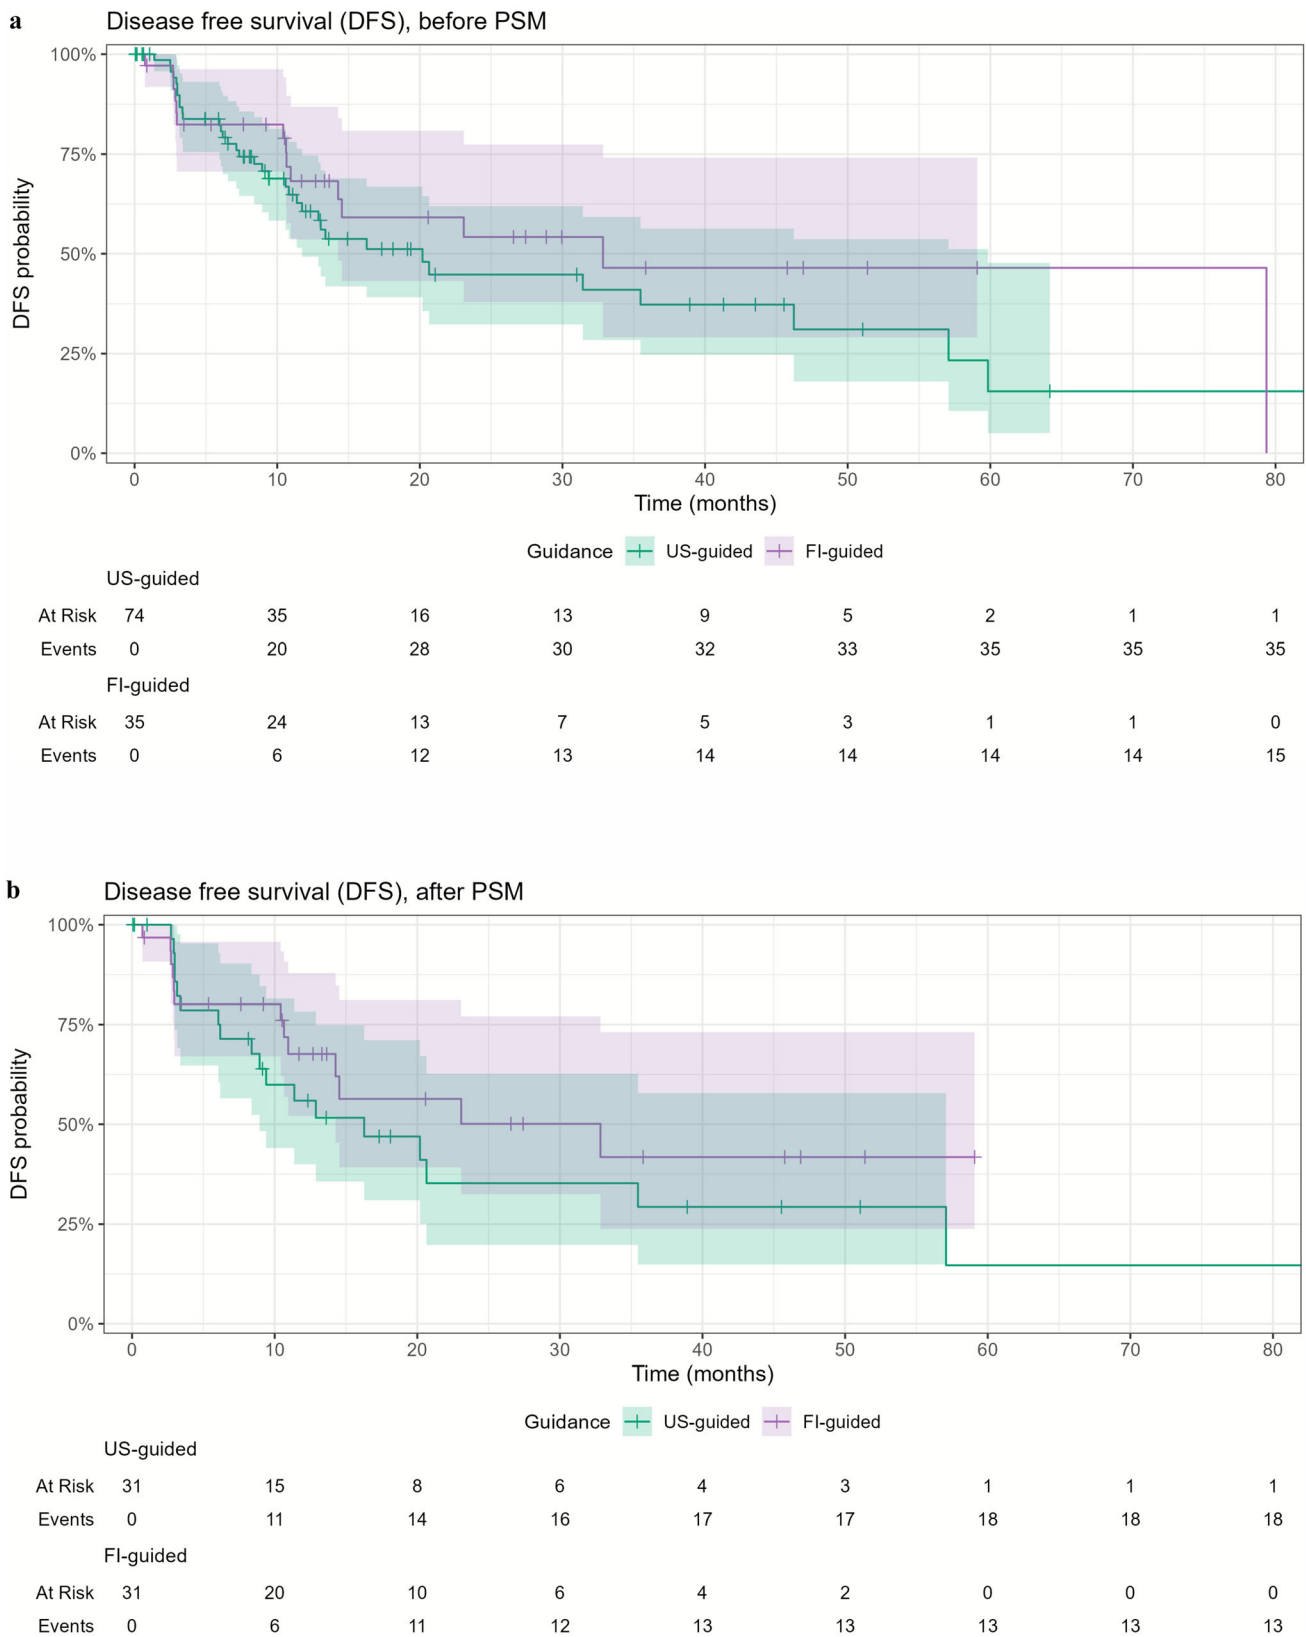 a
Disease free survival (DFS), before PSM
100%
75%
50%
25%
0%
DFS probability
0 10 20 30 40 50 60 70 80
Time (months)
Guidance US-guided FI-guided
US-guided
At Risk 74 35 16 13 9 5 2 1 1
Events 0 20 28 30 32 33 35 35 35
FI-guided
At Risk 35 24 13 7 5 3 1 1 0
Events 0 6 12 13 14 14 14 14 15
b
Disease free survival (DFS), after PSM
100%
75%
50%
25%
0%
DFS probability
0 10 20 30 40 50 60 70 80
Time (months)
Guidance US-guided FI-guided
US-guided
At Risk 31 15 8 6 4 3 1 1 1
Events 0 11 14 16 17 17 18 18 18
FI-guided
At Risk 31 20 10 6 4 2 0 0 0
Events 0 6 11 12 13 13 13 13 13